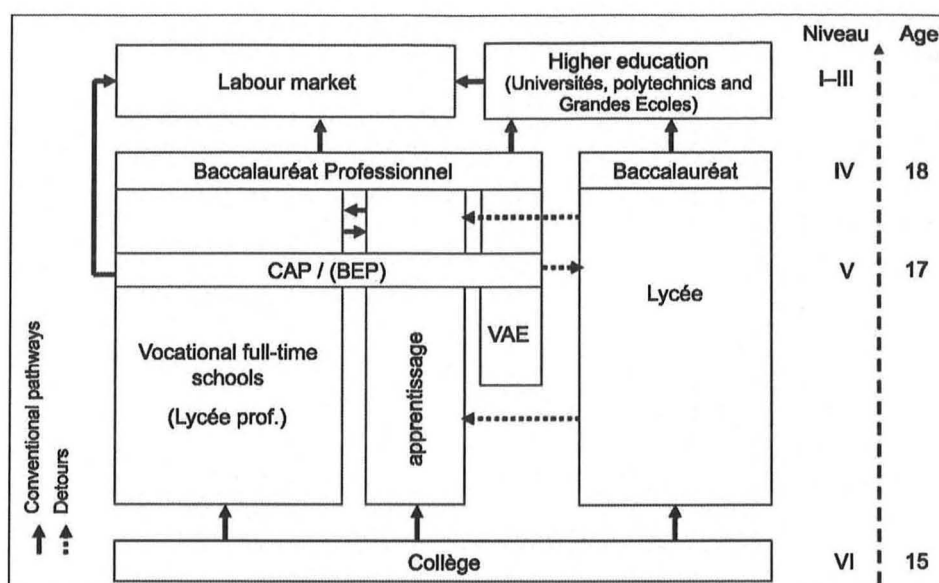 Niveau Age
Labour market
Higher education
(Universités, polytechnics and
Grandes Ecoles)
I–III
Baccalauréat Professionnel
Baccalauréat
IV 18
CAP / (BEP)
V 17
Lycée
VAE
Vocational full-time
schools
(Lycée prof.)
apprentissage
Conventional pathways
Detours
Collège
VI 15